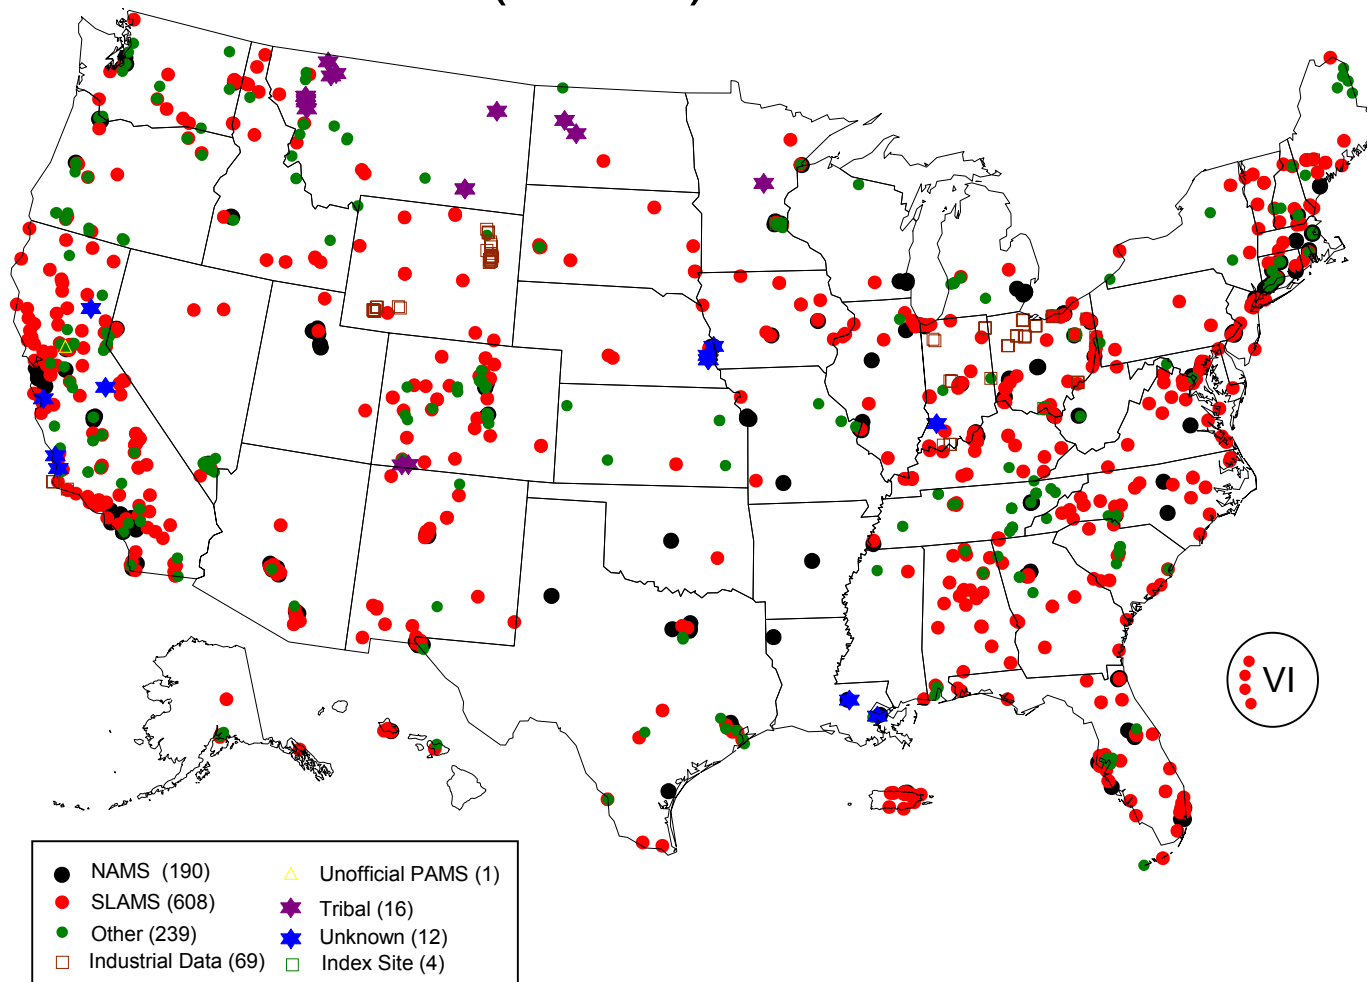 VI
NAMS (190)
SLAMS (608)
Other (239)
Industrial Data (69)
Unofficial PAMS (1)
Tribal (16)
Unknown (12)
Index Site (4)